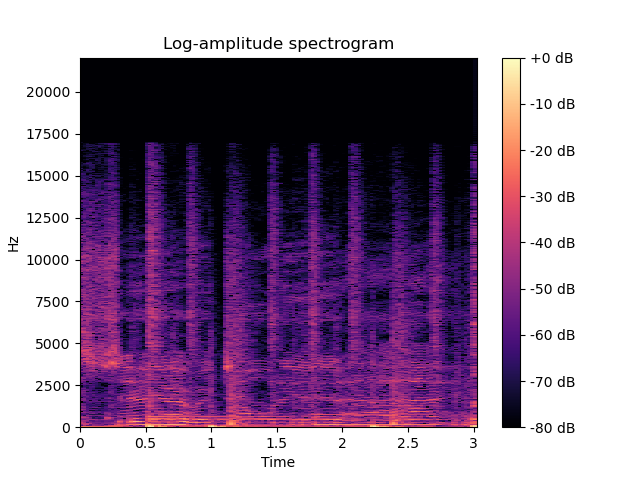 Log-amplitude spectrogram
Hz
20000
17500
15000
12500
10000
7500
5000
2500
0
0 0.5 1 1.5 2 2.5 3
Time
+0 dB
-10 dB
-20 dB
-30 dB
-40 dB
-50 dB
-60 dB
-70 dB
-80 dB